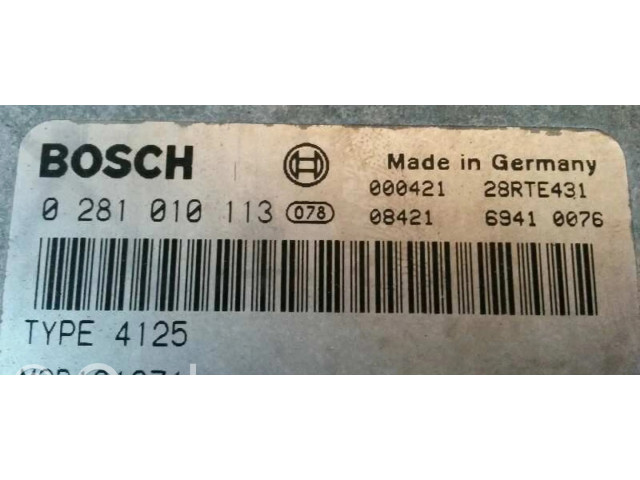 BOSCH
Made in Germany
000421 28RTE431
0 281 010 113 078
08421 6941 0076
TYPE 4125